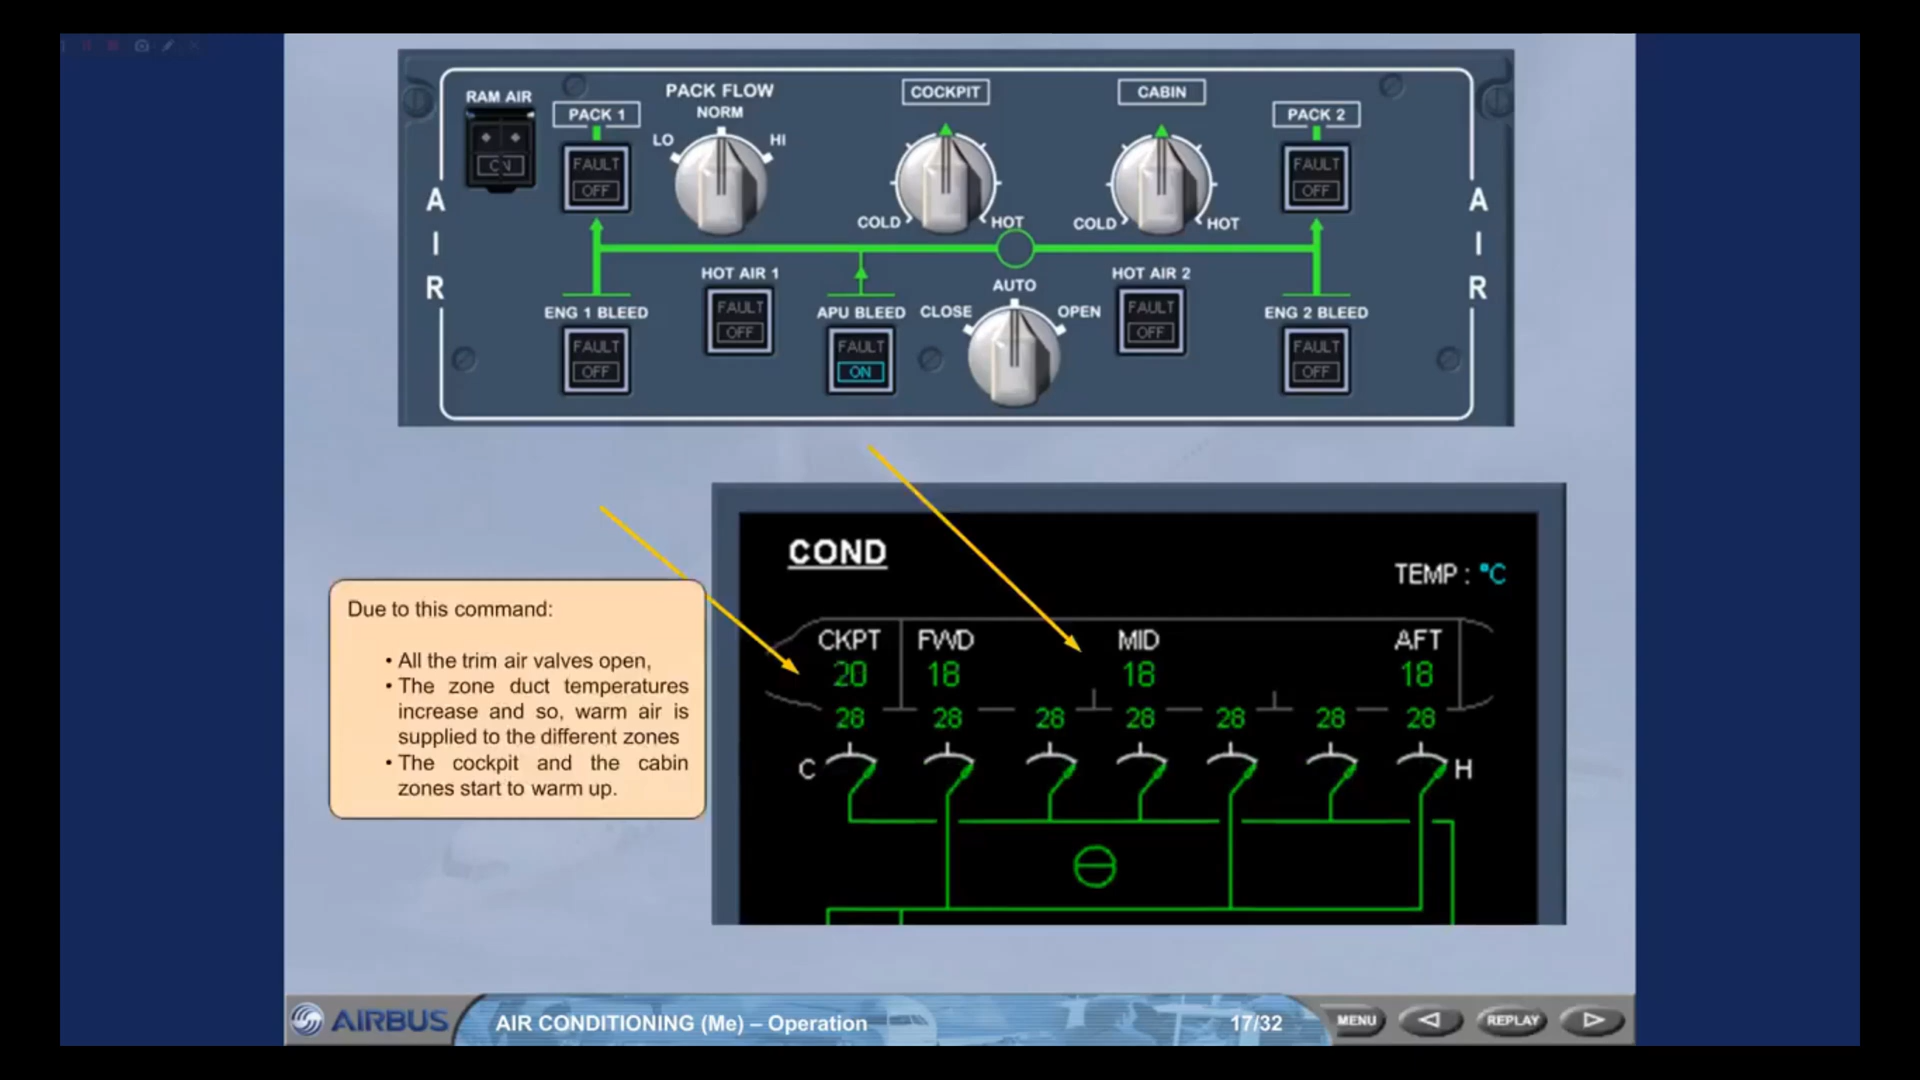 RAM AIR
ON
PACK 1
FAULT
OFF
PACK FLOW
NORM
LO
HI
COCKPIT
COLD
HOT
CABIN
COLD
HOT
PACK 2
FAULT
OFF
A
I
R
A
I
R
ENG 1 BLEED
FAULT
OFF
HOT AIR 1
FAULT
OFF
APU BLEED
FAULT
ON
AUTO
CLOSE
OPEN
HOT AIR 2
FAULT
OFF
ENG 2 BLEED
FAULT
OFF
Due to this command:
• All the trim air valves open,
• The zone duct temperatures
increase and so, warm air is
supplied to the different zones
• The cockpit and the cabin
zones start to warm up.
COND
TEMP : °C
CKPT FWD MID AFT
20 18 18 18
28 28 28 28 28 28 28
C H
AIRBUS
AIR CONDITIONING (Me) – Operation
17/32
MENU
REPLAY